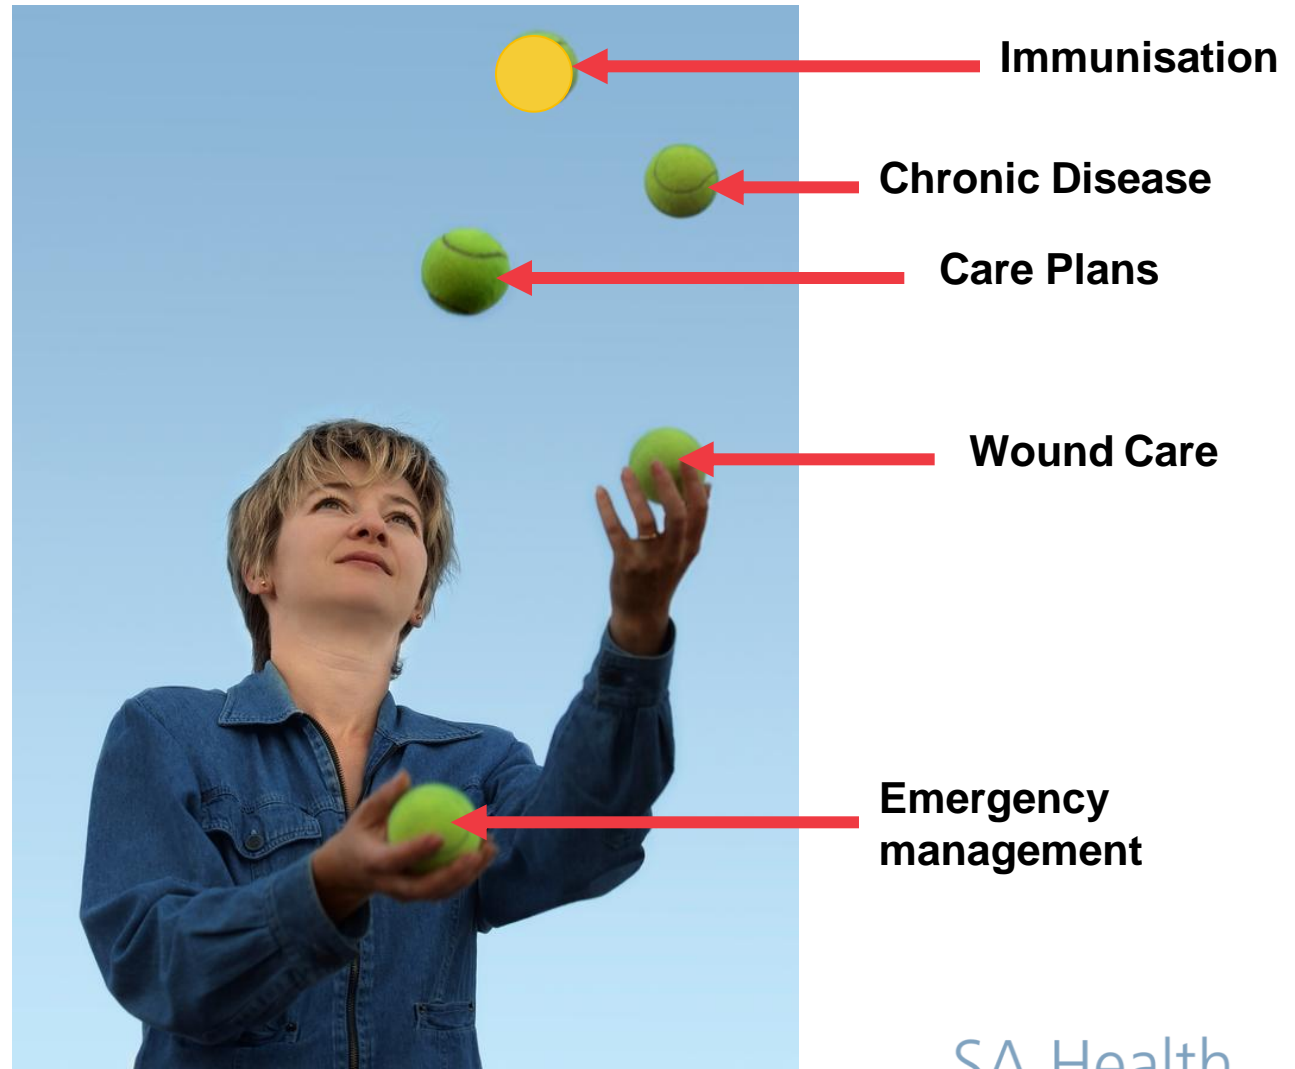 Immunisation
Chronic Disease
Care Plans
Wound Care
Emergency
management
SA Health